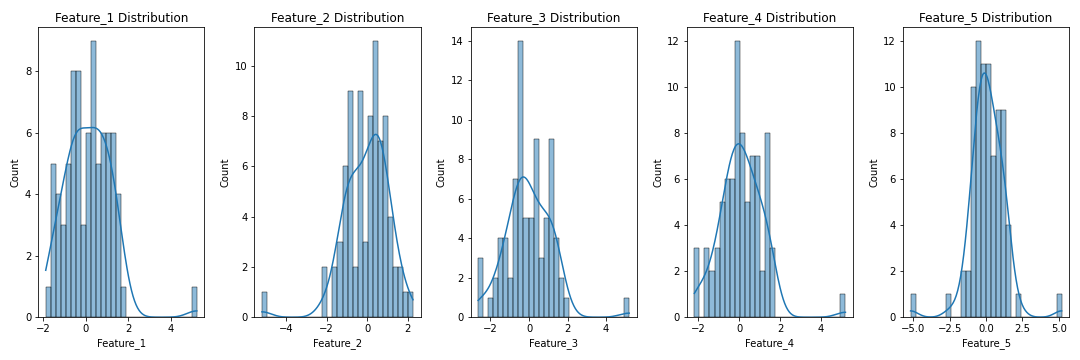 Feature_1 Distribution
Feature_2 Distribution
Feature_3 Distribution
Feature_4 Distribution
Feature_5 Distribution
Count
8
6
4
2
0
−2 0 2 4
Feature_1
Count
10
8
6
4
2
0
−4 −2 0 2
Feature_2
Count
14
12
10
8
6
4
2
0
−2 0 2 4
Feature_3
Count
12
10
8
6
4
2
0
−2 0 2 4
Feature_4
Count
12
10
8
6
4
2
0
−5.0 −2.5 0.0 2.5 5.0
Feature_5